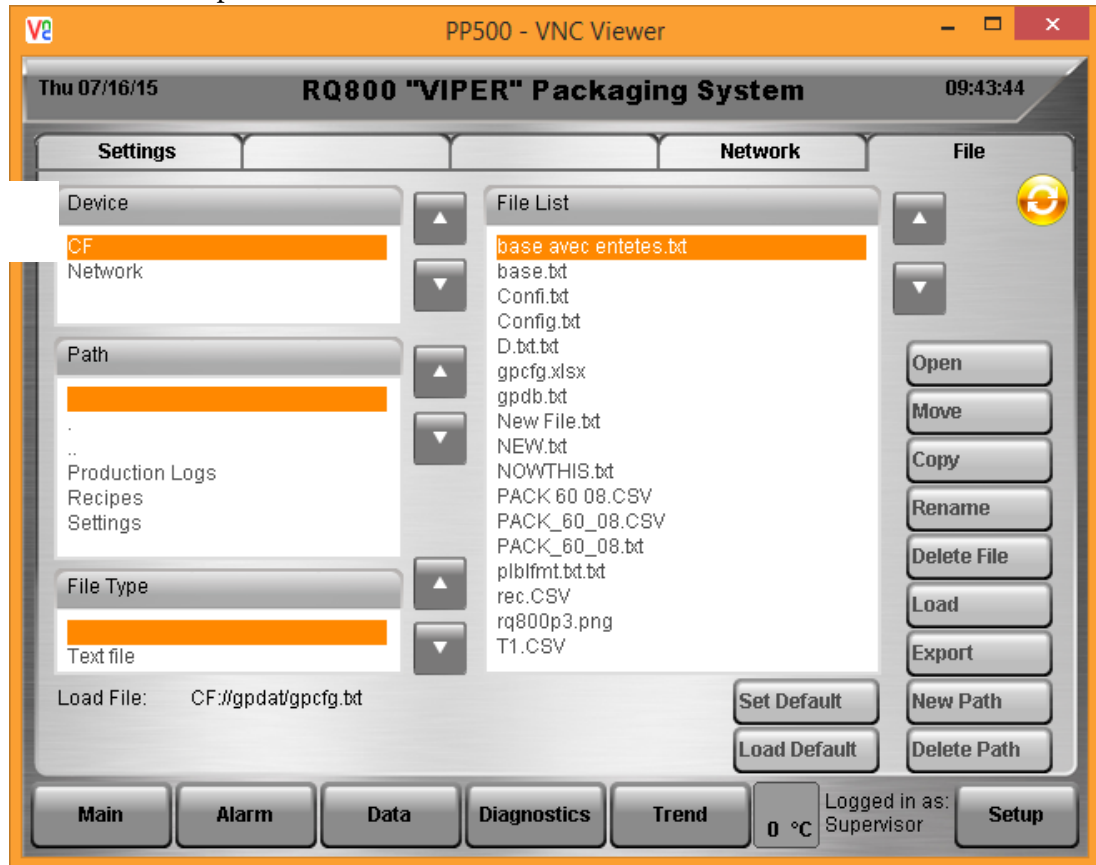 PP500 - VNC Viewer
Thu 07/16/15
RQ800 "VIPER" Packaging System
09:43:44
Settings
Network
File
Device
CF
Network
Path
.
..
Production Logs
Recipes
Settings
File Type
Text file
File List
base avec entetes.txt
base.txt
Confi.txt
Config.txt
D.txt.txt
gpcfg.xlsx
gpdb.txt
New File.txt
NEW.txt
NOWTHIS.txt
PACK 60 08.CSV
PACK_60_08.CSV
PACK_60_08.txt
plblfmt.txt.txt
rec.CSV
rq800p3.png
T1.CSV
Open
Move
Copy
Rename
Delete File
Load
Export
New Path
Delete Path
Load File: CF://gpdat/gpcfg.txt
Set Default
Load Default
Main
Alarm
Data
Diagnostics
Trend
0 °C
Logged in as:
Supervisor
Setup